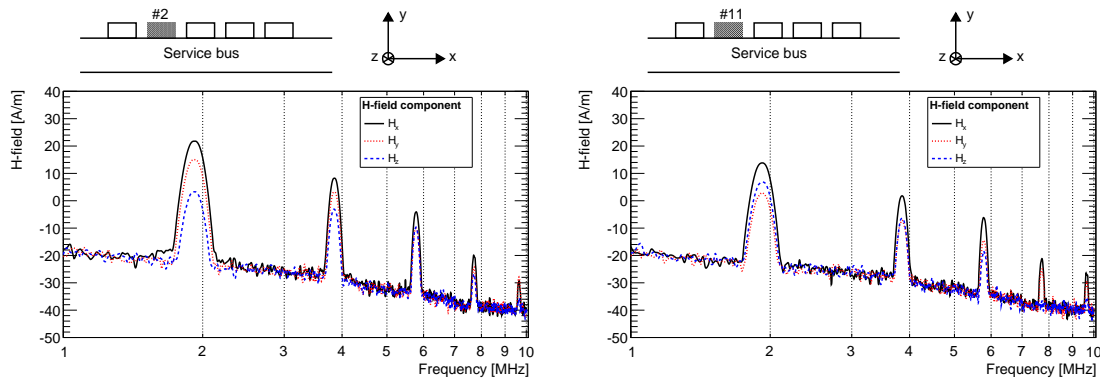 #2
y
z
x
Service bus
H-field [A/m]
40
30
20
10
0
-10
-20
-30
-40
-50
H-field component
Hx
Hy
Hz
1
2
3
4
5
6
7
8
9
10
Frequency [MHz]
#11
y
z
x
Service bus
H-field [A/m]
40
30
20
10
0
-10
-20
-30
-40
-50
H-field component
Hx
Hy
Hz
1
2
3
4
5
6
7
8
9
10
Frequency [MHz]